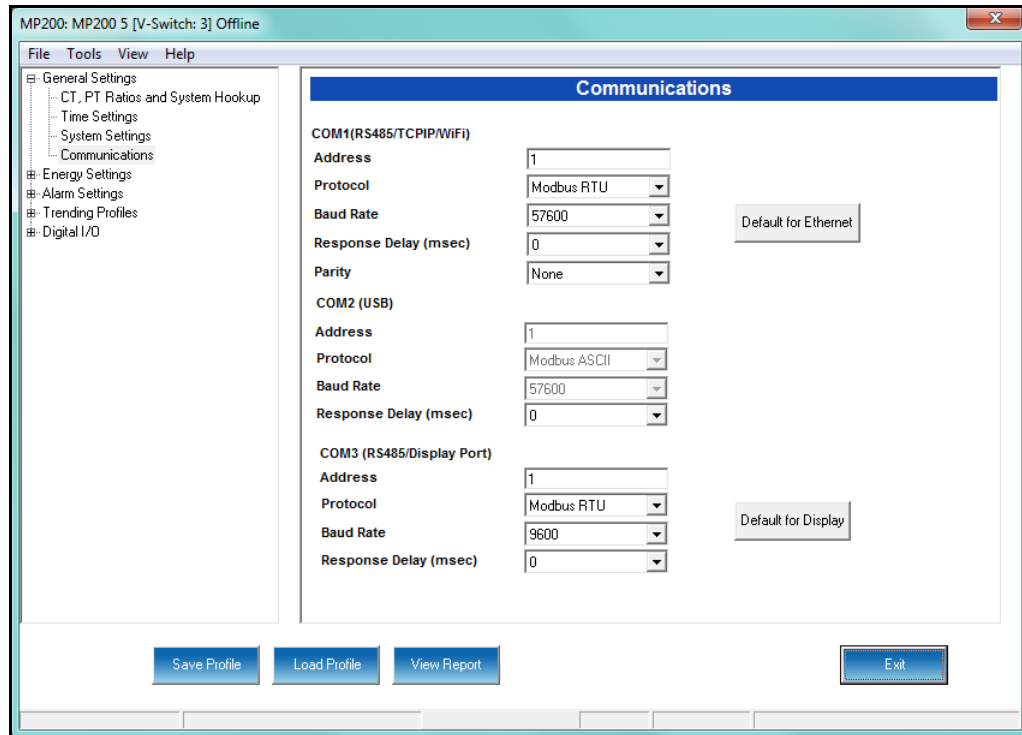 MP200: MP200 5 [V-Switch: 3] Offline
X
File Tools View Help
General Settings
CT, PT Ratios and System Hookup
Time Settings
System Settings
Communications
Energy Settings
Alarm Settings
Trending Profiles
Digital I/O
Communications
COM1(RS485/TCPIP/WiFi)
Address 1
Protocol Modbus RTU
Baud Rate 57600
Default for Ethernet
Response Delay (msec) 0
Parity None
COM2 (USB)
Address 1
Protocol Modbus ASCII
Baud Rate 57600
Response Delay (msec) 0
COM3 (RS485/Display Port)
Address 1
Protocol Modbus RTU
Default for Display
Baud Rate 9600
Response Delay (msec) 0
Save Profile Load Profile View Report Exit